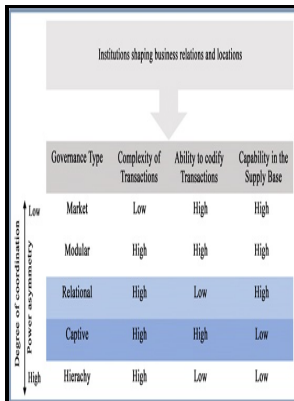 Institutions shaping business relations and locations
Governance Type Complexity of Transactions Ability to codify Transactions Capability in the Supply Base
Low Market Low High High
Modular High High High
Relational High Low High
Captive High High Low
High Hierachy High Low Low
Degree of coordination
Power asymmetry